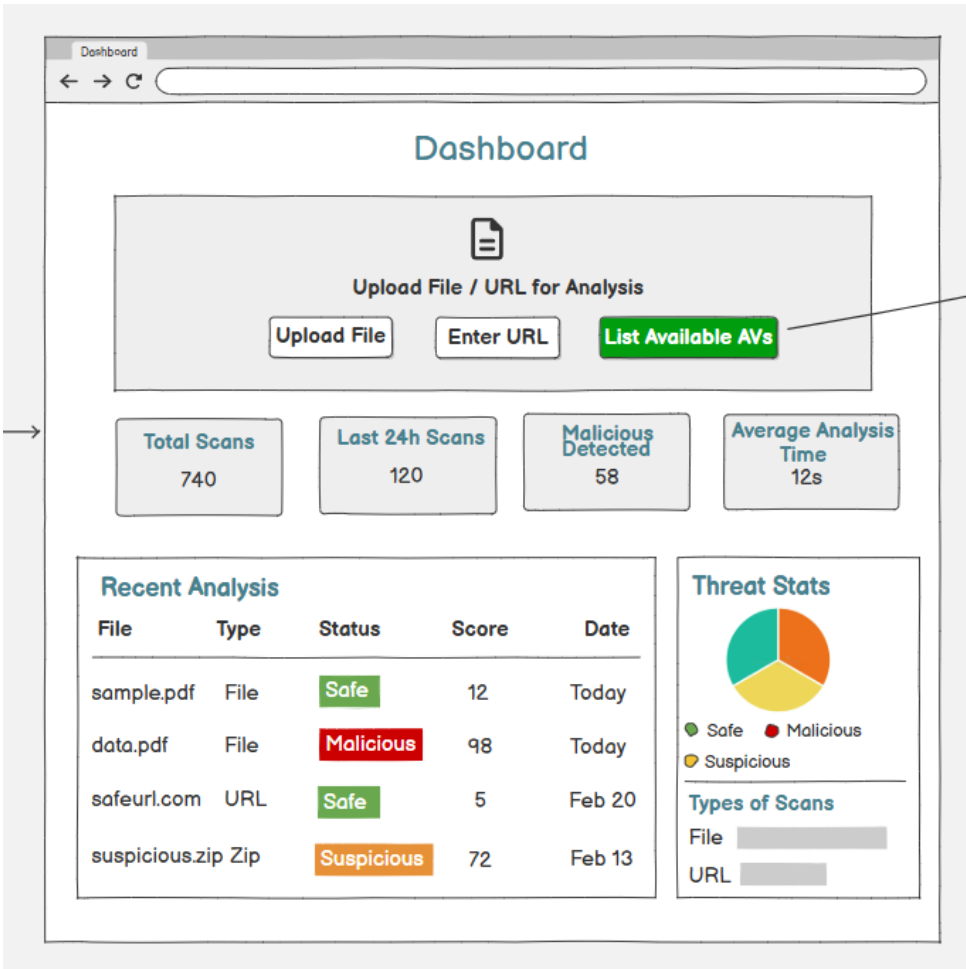 Dashboard
Dashboard
Upload File / URL for Analysis
Upload File Enter URL List Available AVs
Total Scans
740
Last 24h Scans
120
Malicious
Detected
58
Average Analysis
Time
12s
Recent Analysis
File Type Status Score Date
sample.pdf File Safe 12 Today
data.pdf File Malicious 98 Today
safeurl.com URL Safe 5 Feb 20
suspicious.zip Zip Suspicious 72 Feb 13
Threat Stats
Safe Malicious
Suspicious
Types of Scans
File
URL